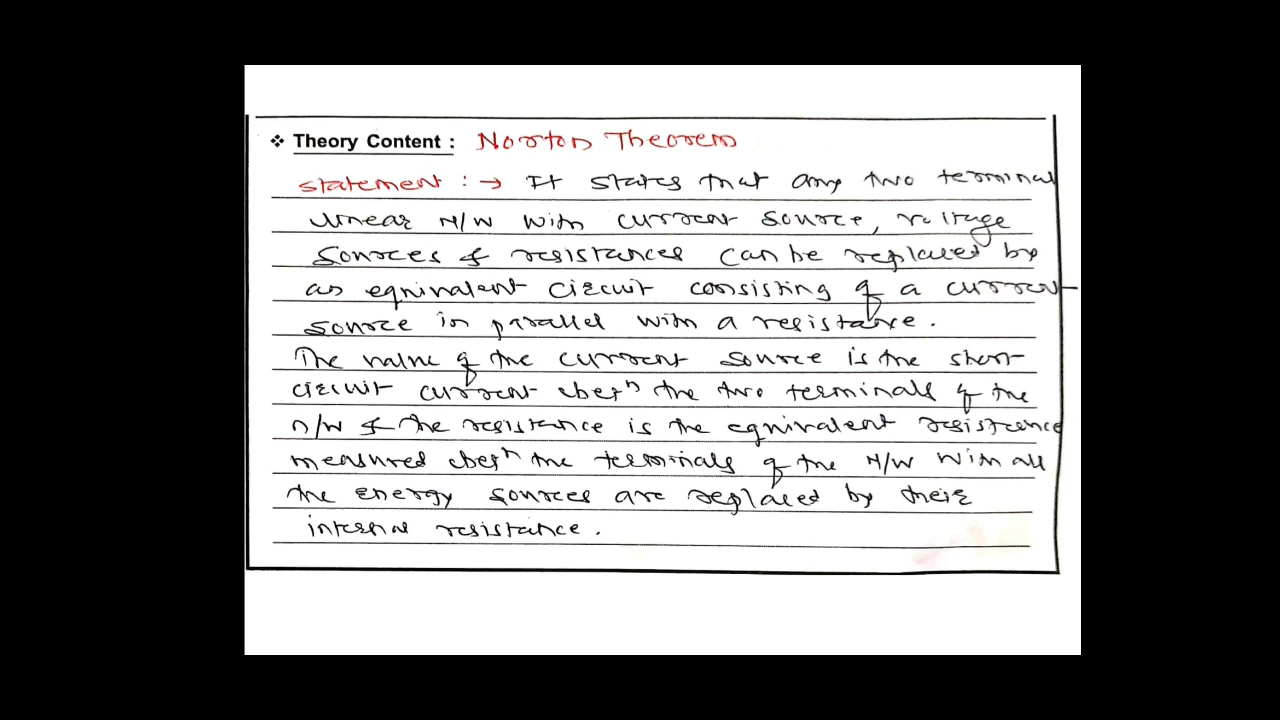 ❖ Theory Content : Norton Theorem
statement : → It states that any two terminal
linear N/W with current source, voltage
sources & resistances can be replaced by
an equivalent circuit consisting of a current
source in parallel with a resistance.
The value of the current source is the short
circuit current betⁿ the two terminals of the
n/w & the resistance is the equivalent resistance
measured betⁿ the terminals of the N/W with all
the energy sources are replaced by their
internal resistance.